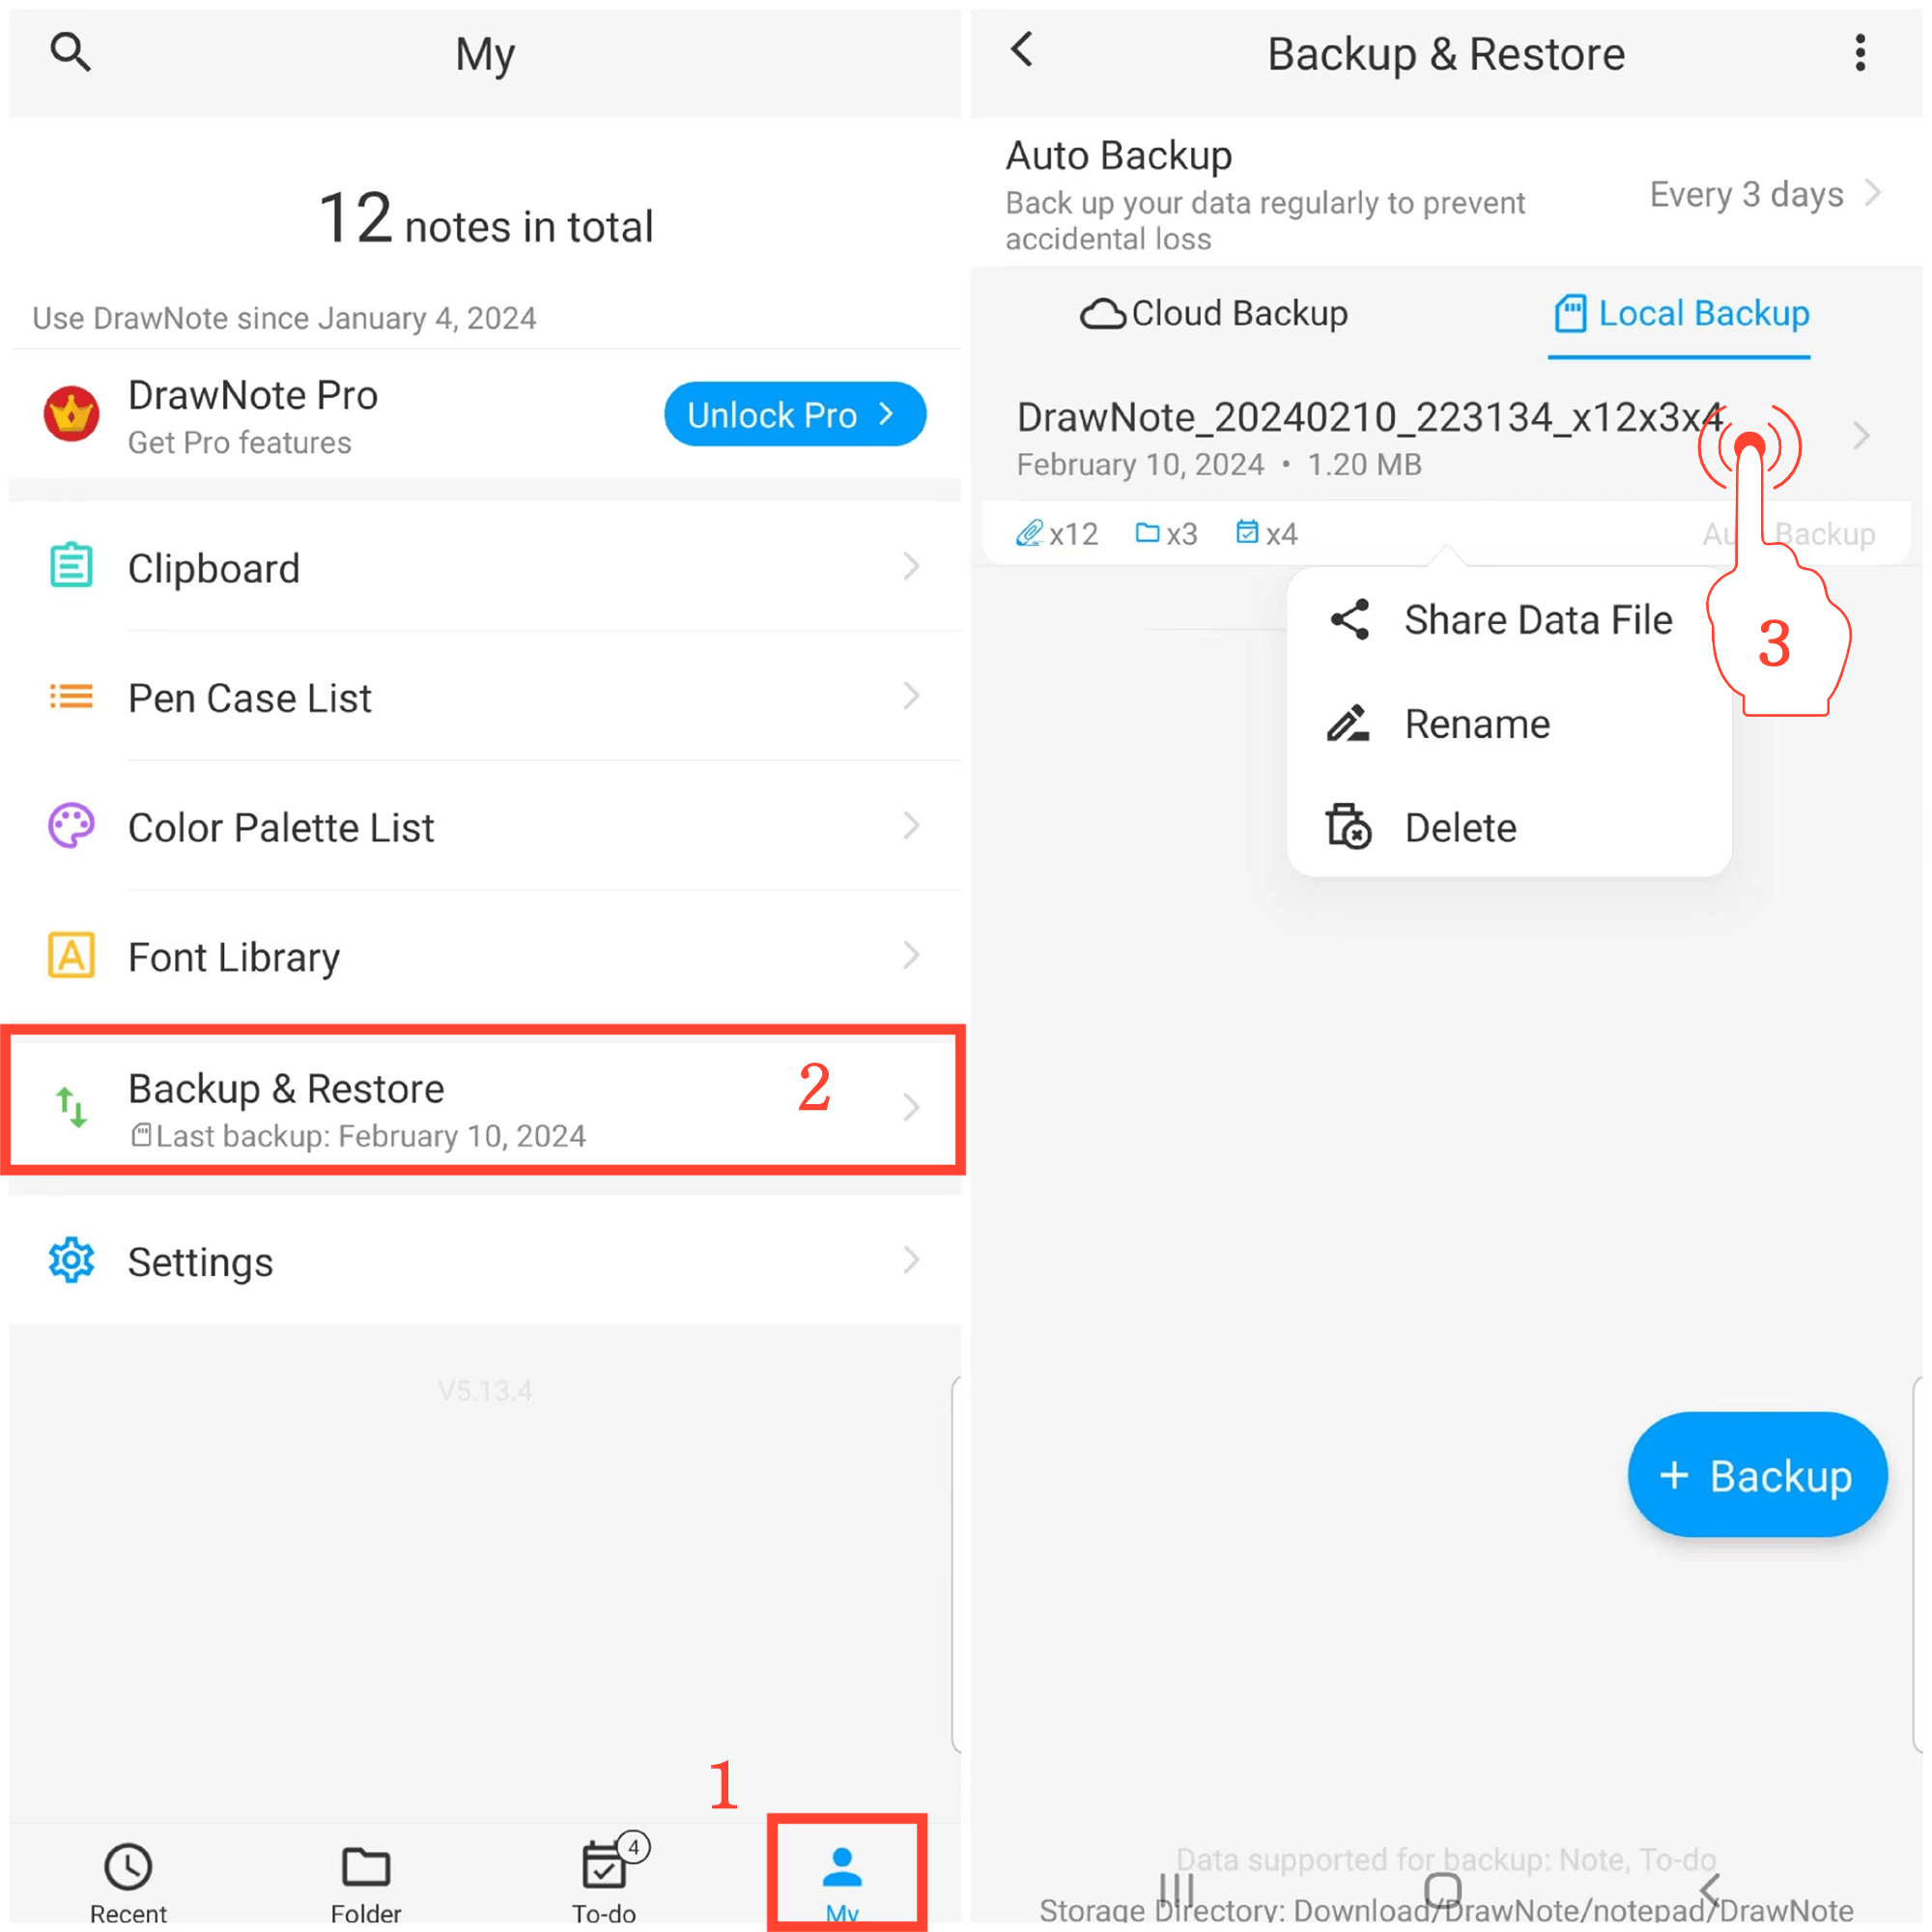 My
12 notes in total
Use DrawNote since January 4, 2024
DrawNote Pro
Get Pro features
Unlock Pro
Clipboard
Pen Case List
Color Palette List
A
Font Library
Backup & Restore
Last backup: February 10, 2024
2
Settings
V5.13.4
1
4
Recent
Folder
To-do
My
Backup & Restore
Auto Backup
Back up your data regularly to prevent
accidental loss
Every 3 days
Cloud Backup
Local Backup
DrawNote_20240210_223134_x12x3x4
February 10, 2024 • 1.20 MB
x12
x3
x4
Backup
Share Data File
3
Rename
Delete
+ Backup
Data supported for backup: Note, To-do
Storage Directory: Download/DrawNote/notepad/DrawNote